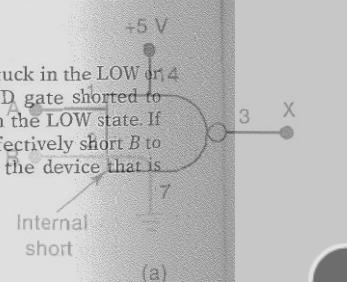 +5 V
tuck in the LOW or
14
D gate shorted to
A
1
n the LOW state. If
3
X
fectively short B to
2
B
the device that is
7
Internal
short
(a)